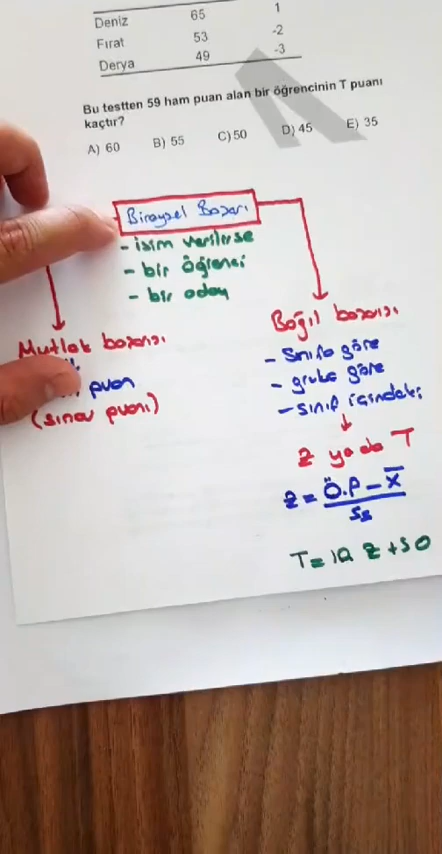 Deniz 65 1
Fırat 53 -2
Derya 49 -3
Bu testten 59 ham puan alan bir öğrencinin T puanı
kaçtır?
A) 60 B) 55 C) 50 D) 45 E) 35
Bireysel Başarı
- isim verilirse
- bir öğrenci
- bir aday
Mutlak başarısı
puan
(sınav puanı)
Bağıl başarısı
- Sınıfa göre
- gruba göre
- sınıf içindeki
Z ya da T
Z = Ö.P - X̄
Ss
T = 10 Z + 50